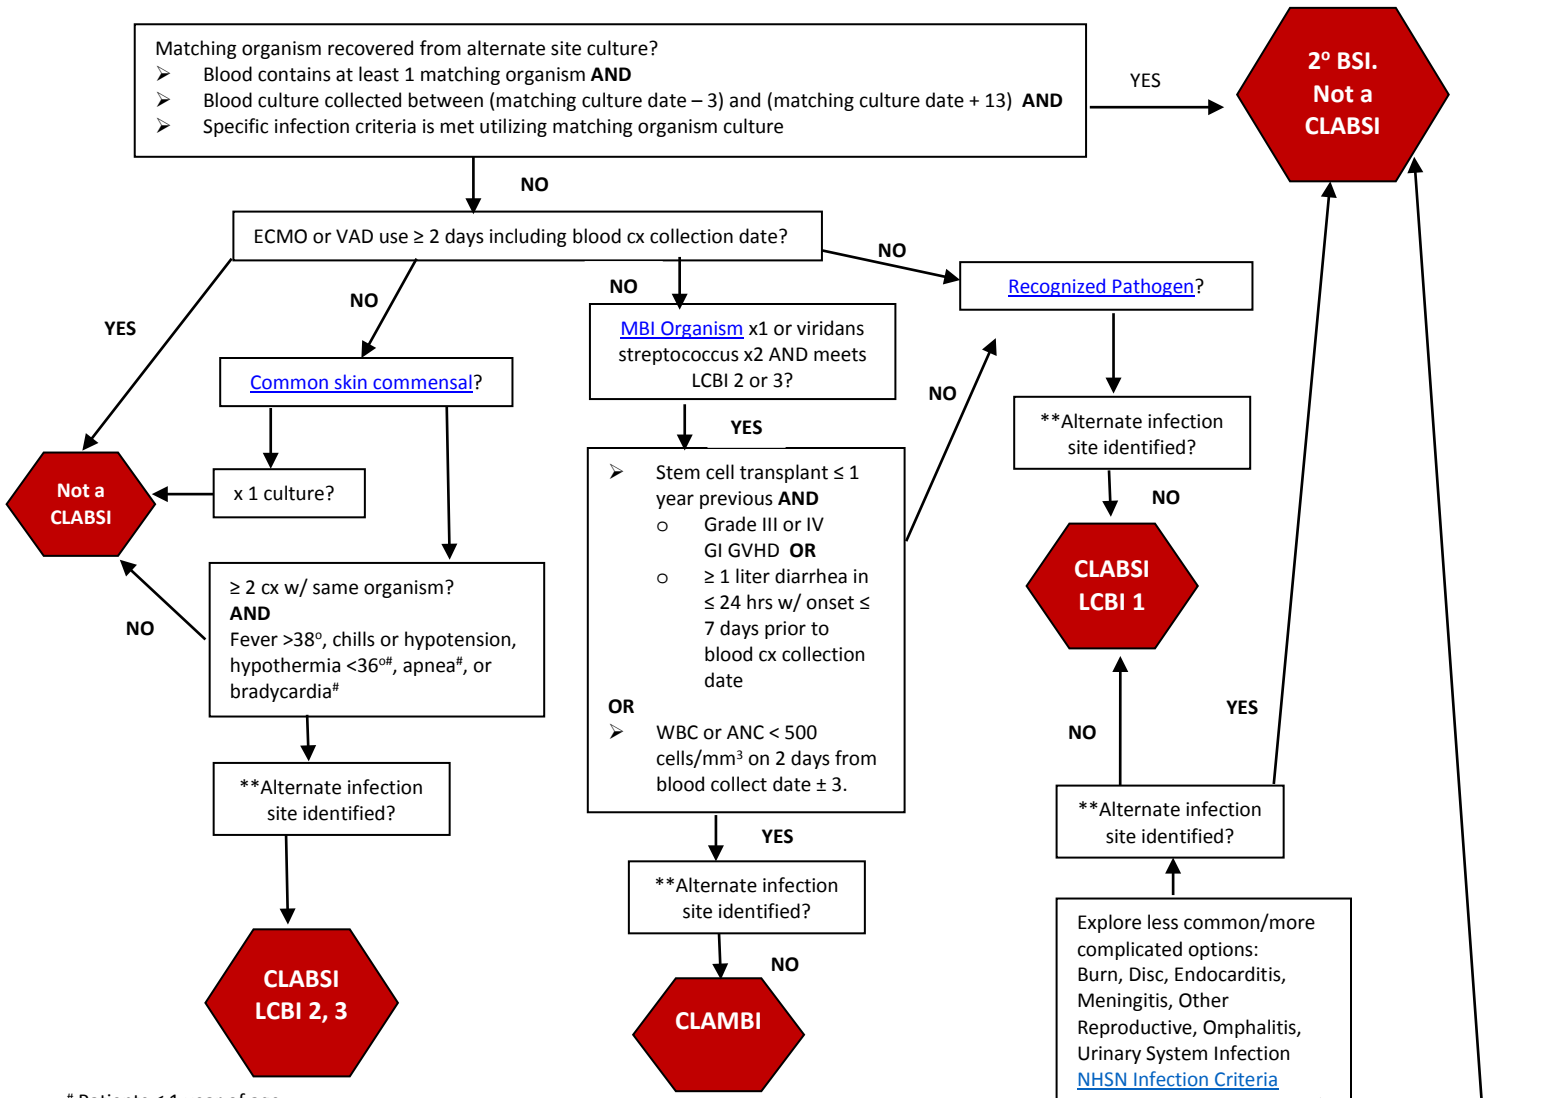 Matching organism recovered from alternate site culture?
➢ Blood contains at least 1 matching organism AND
➢ Blood culture collected between (matching culture date – 3) and (matching culture date + 13) AND
➢ Specific infection criteria is met utilizing matching organism culture
YES
2º BSI.
Not a
CLABSI
NO
ECMO or VAD use ≥ 2 days including blood cx collection date?
YES
NO
NO
NO
Recognized Pathogen?
MBI Organism x1 or viridans
streptococcus x2 AND meets
LCBI 2 or 3?
Common skin commensal?
NO
YES
**Alternate infection
site identified?
NO
Not a
CLABSI
x 1 culture?
➢ Stem cell transplant ≤ 1
year previous AND
o Grade III or IV
GI GVHD OR
o ≥ 1 liter diarrhea in
≤ 24 hrs w/ onset ≤
7 days prior to
blood cx collection
date
OR
➢ WBC or ANC < 500
cells/mm³ on 2 days from
blood collect date ± 3.
CLABSI
LCBI 1
NO
≥ 2 cx w/ same organism?
AND
Fever >38º, chills or hypotension,
hypothermia <36º#, apnea#, or
bradycardia#
NO
YES
**Alternate infection
site identified?
YES
**Alternate infection
site identified?
**Alternate infection
site identified?
NO
CLABSI
LCBI 2, 3
CLAMBI
Explore less common/more
complicated options:
Burn, Disc, Endocarditis,
Meningitis, Other
Reproductive, Omphalitis,
Urinary System Infection
NHSN Infection Criteria
# Patients ≤ 1 year of age